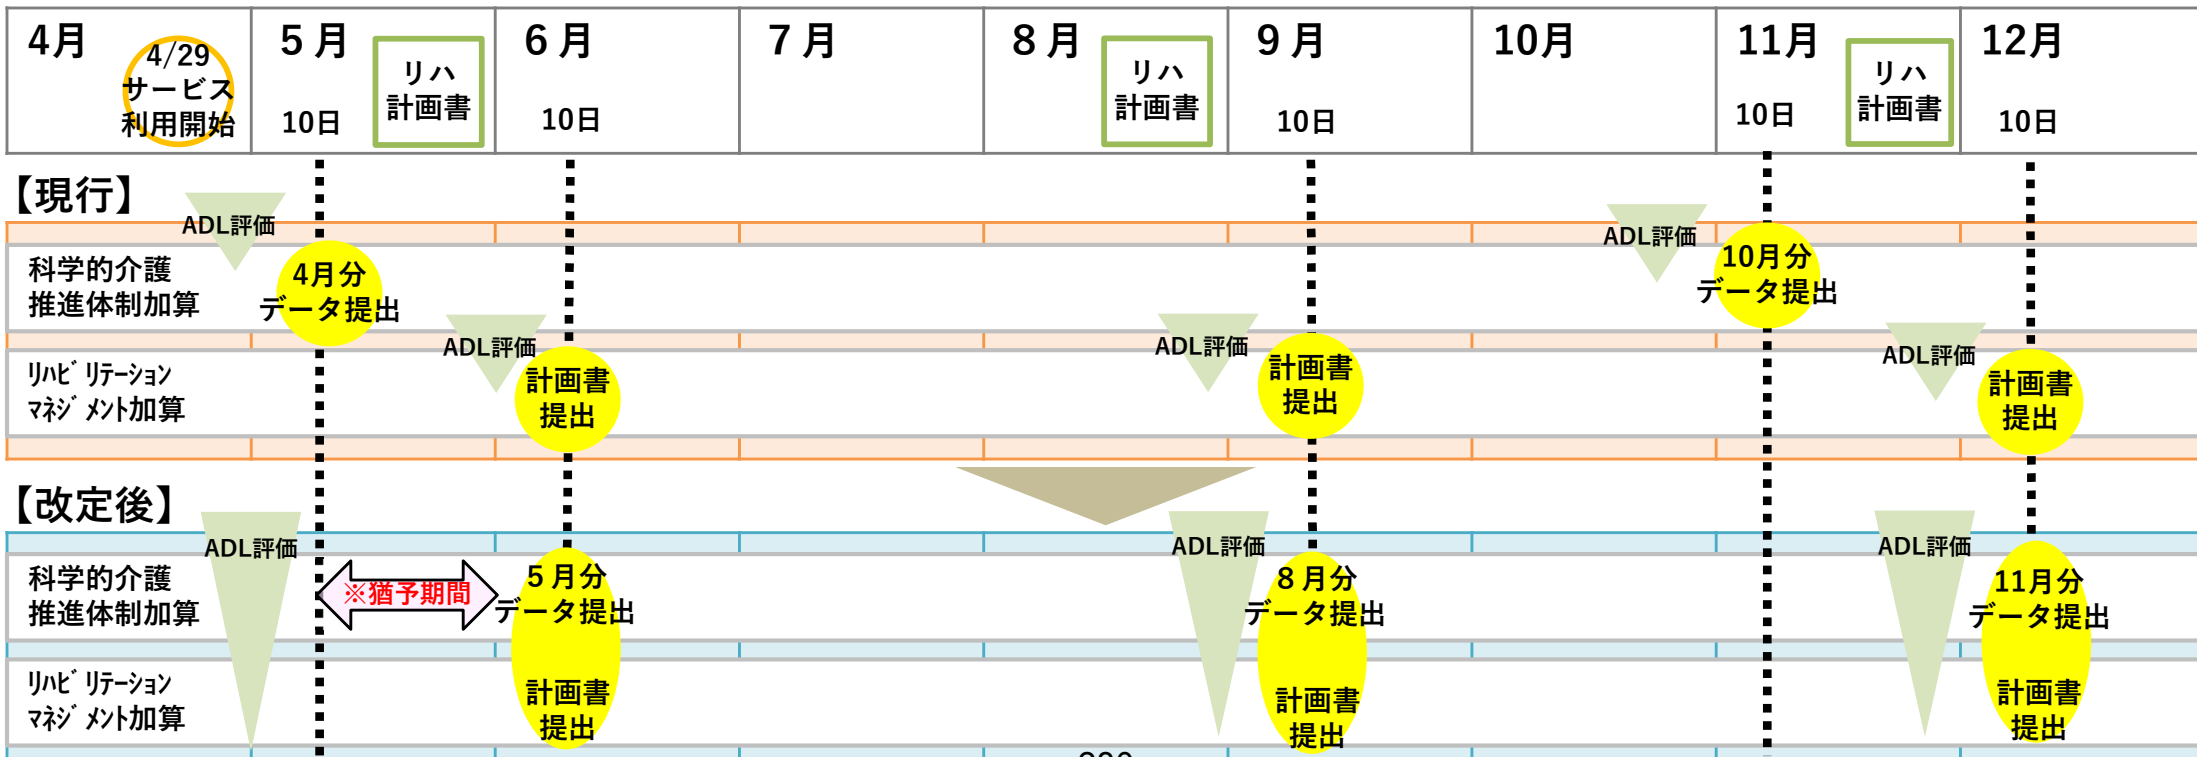 4月
4/29
サービス
利用開始
5月
10日
リハ
計画書
6月
10日
7月
8月
リハ
計画書
9月
10日
10月
11月
10日
リハ
計画書
12月
10日
【現行】
ADL評価
ADL評価
科学的介護
推進体制加算
4月分
データ提出
10月分
データ提出
ADL評価
ADL評価
ADL評価
ﾘﾊﾋﾞﾘﾃｰｼｮﾝ
ﾏﾈｼﾞﾒﾝﾄ加算
計画書
提出
計画書
提出
計画書
提出
【改定後】
ADL評価
ADL評価
ADL評価
科学的介護
推進体制加算
※猶予期間
5月分
データ提出
8月分
データ提出
11月分
データ提出
ﾘﾊﾋﾞﾘﾃｰｼｮﾝ
ﾏﾈｼﾞﾒﾝﾄ加算
計画書
提出
計画書
提出
計画書
提出